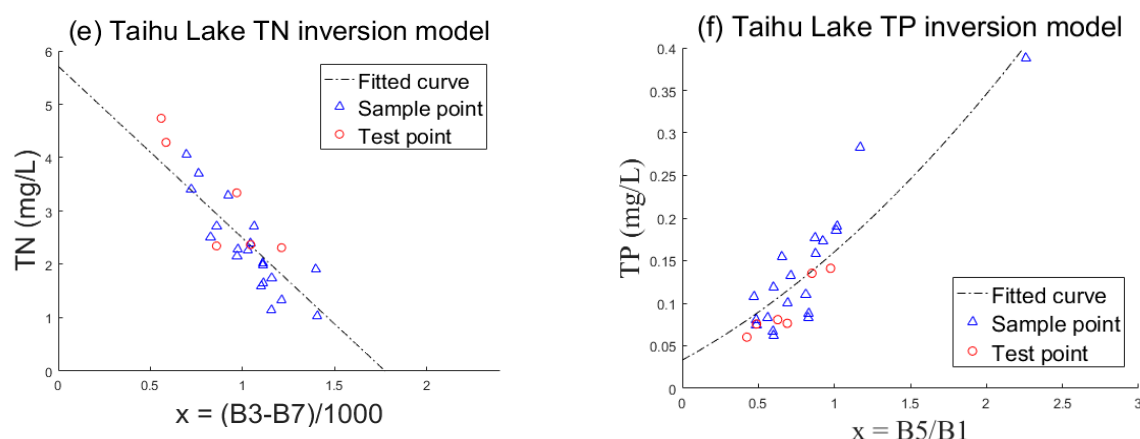 (e) Taihu Lake TN inversion model
6
5
4
3
2
1
0
0
0.5
1
1.5
2
TN (mg/L)
x = (B3-B7)/1000
Fitted curve
Sample point
Test point
(f) Taihu Lake TP inversion model
0.4
0.35
0.3
0.25
0.2
0.15
0.1
0.05
0
0
0.5
1
1.5
2
2.5
3
TP (mg/L)
x = B5/B1
Fitted curve
Sample point
Test point